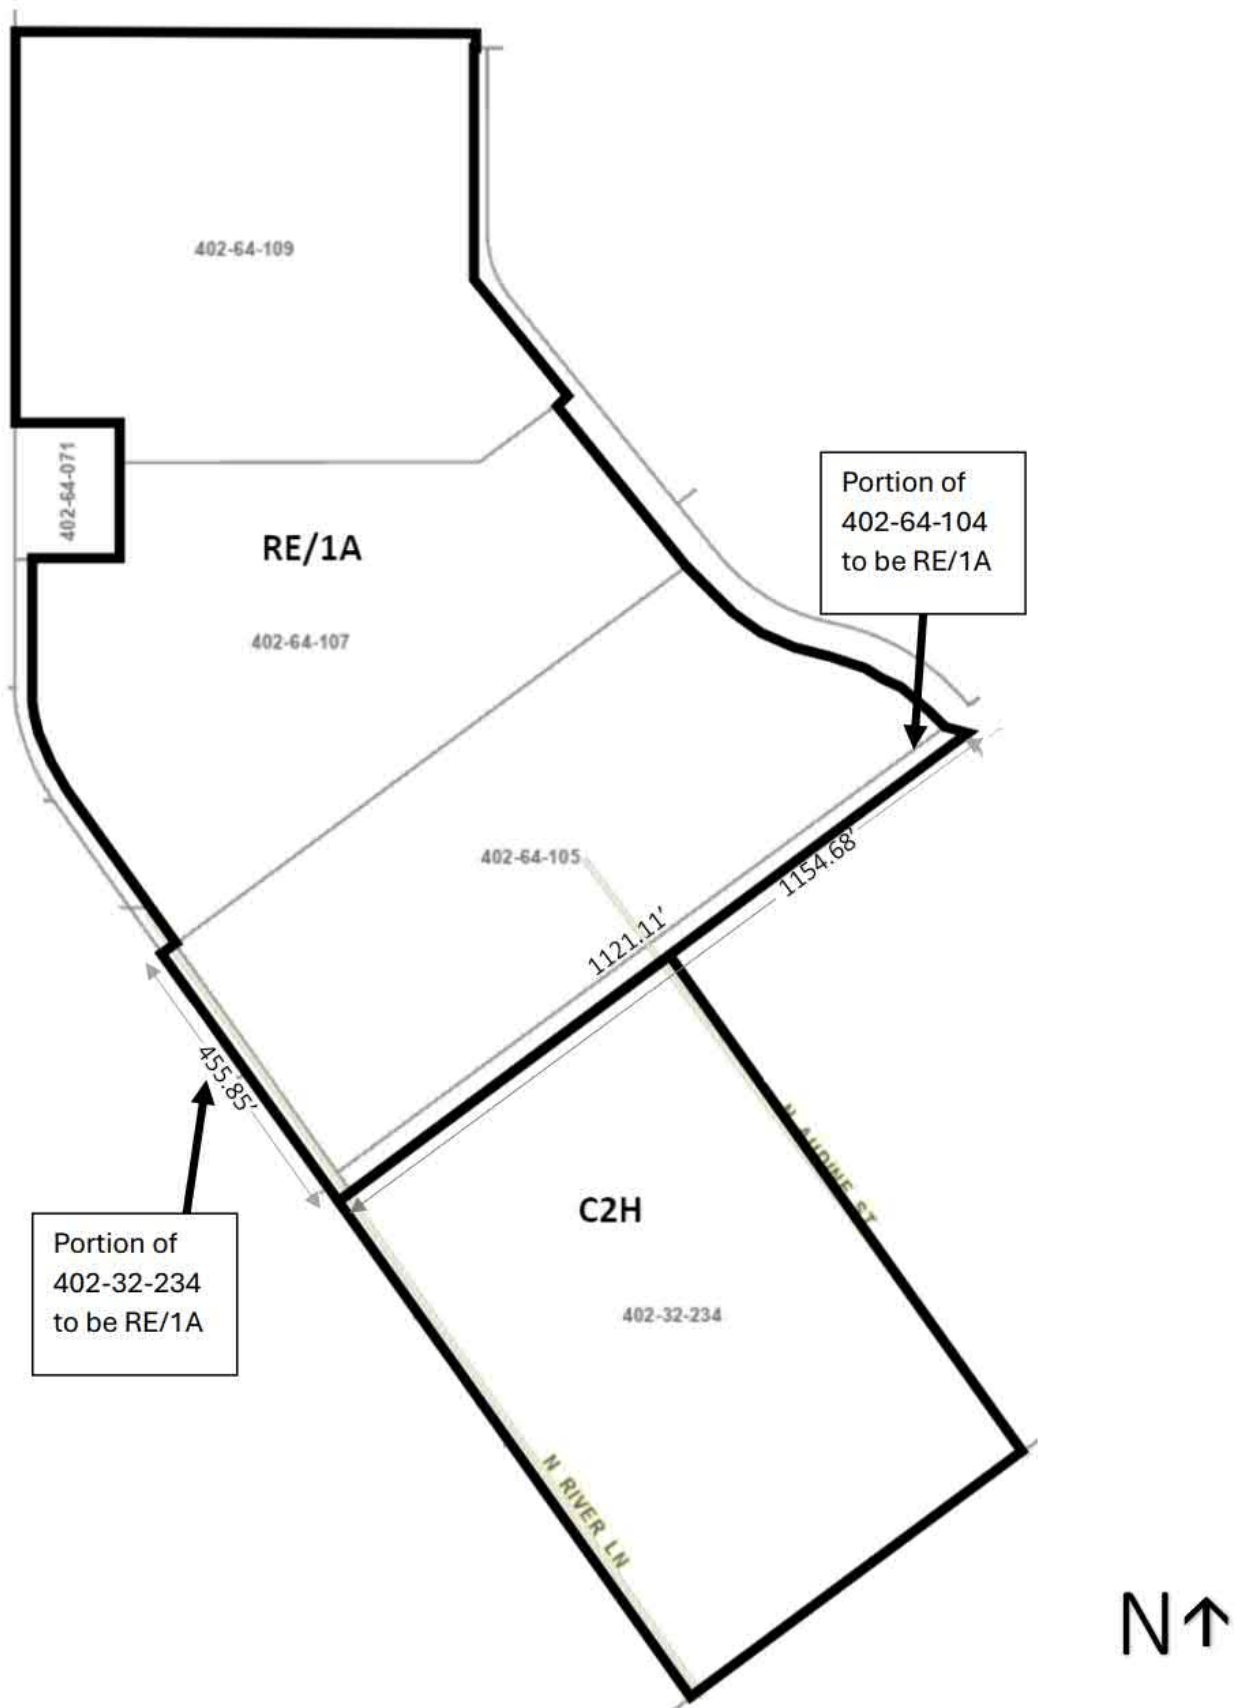 402-64-109
402-64-071
Portion of
402-64-104
to be RE/1A
RE/1A
402-64-107
402-64-105
1154.68’
1121.11’
455.85’
N AUDINE ST
C2H
Portion of
402-32-234
to be RE/1A
402-32-234
N RIVER LN
N↑